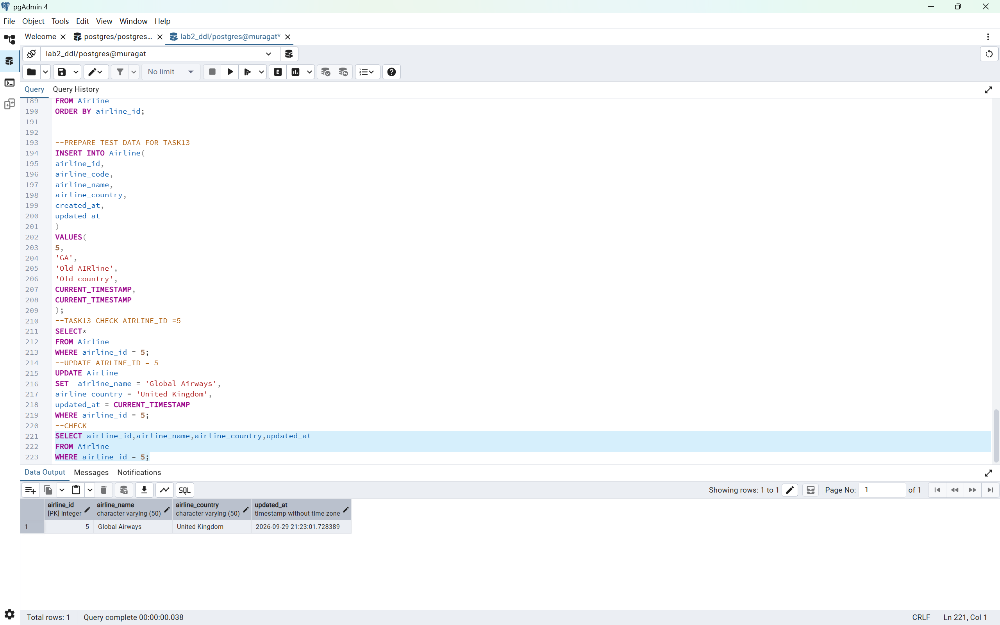 pgAdmin 4
File Object Tools Edit View Window Help
Welcome postgres/postgres... lab2_ddl/postgres@muragat*
lab2_ddl/postgres@muragat
No limit E
Query Query History
189 FROM Airline
190 ORDER BY airline_id;
191
192
193 --PREPARE TEST DATA FOR TASK13
194 INSERT INTO Airline(
195 airline_id,
196 airline_code,
197 airline_name,
198 airline_country,
199 created_at,
200 updated_at
201 )
202 VALUES(
203 5,
204 'GA',
205 'Old AIRline',
206 'Old country',
207 CURRENT_TIMESTAMP,
208 CURRENT_TIMESTAMP
209 );
210 --TASK13 CHECK AIRLINE_ID =5
211 SELECT*
212 FROM Airline
213 WHERE airline_id = 5;
214 --UPDATE AIRLINE_ID = 5
215 UPDATE Airline
216 SET  airline_name = 'Global Airways',
217 airline_country = 'United Kingdom',
218 updated_at = CURRENT_TIMESTAMP
219 WHERE airline_id = 5;
220 --CHECK
221 SELECT airline_id,airline_name,airline_country,updated_at
222 FROM Airline
223 WHERE airline_id = 5;
Data Output Messages Notifications
SQL Showing rows: 1 to 1 Page No: 1 of 1
airline_id airline_name airline_country updated_at
[PK] integer character varying (50) character varying (50) timestamp without time zone
1 5 Global Airways United Kingdom 2026-09-29 21:23:01.728389
Total rows: 1 Query complete 00:00:00.038 CRLF Ln 221, Col 1